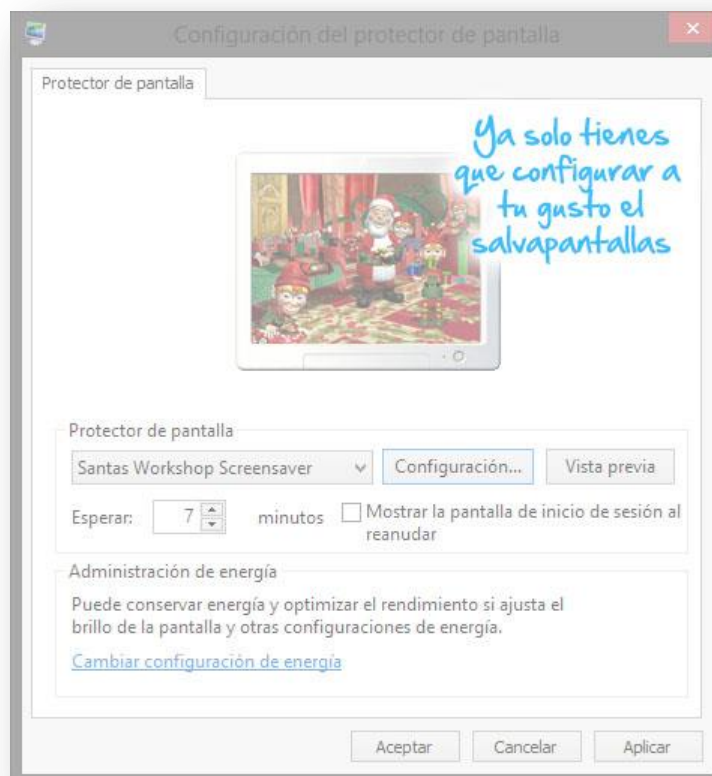 Configuración del protector de pantalla
Protector de pantalla
Ya solo tienes
que configurar a
tu gusto el
salvapantallas
Protector de pantalla
Santas Workshop Screensaver
Configuración...
Vista previa
Esperar:
7
minutos
Mostrar la pantalla de inicio de sesión al
reanudar
Administración de energía
Puede conservar energía y optimizar el rendimiento si ajusta el
brillo de la pantalla y otras configuraciones de energía.
Cambiar configuración de energía
Aceptar
Cancelar
Aplicar